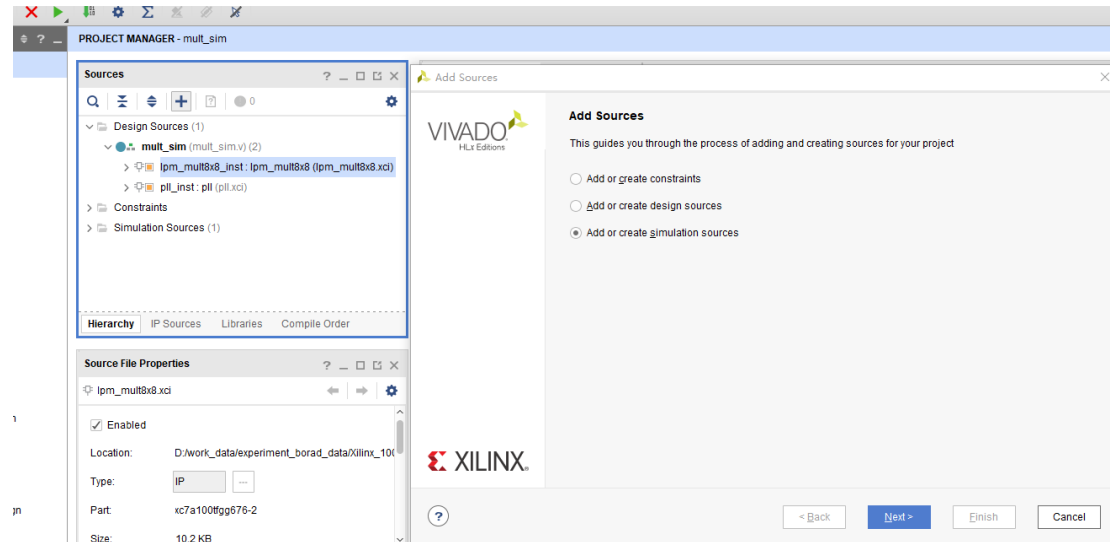 PROJECT MANAGER - mult_sim
Sources
0
Design Sources (1)
mult_sim (mult_sim.v) (2)
lpm_mult8x8_inst : lpm_mult8x8 (lpm_mult8x8.xci)
pll_inst : pll (pll.xci)
Constraints
Simulation Sources (1)
Hierarchy IP Sources Libraries Compile Order
Source File Properties
lpm_mult8x8.xci
Enabled
Location: D:/work_data/experiment_borad_data/Xilinx_100
Type: IP
Part: xc7a100tfgg676-2
Size: 10.2 KB
Add Sources
VIVADO
HLx Editions
Add Sources
This guides you through the process of adding and creating sources for your project
Add or create constraints
Add or create design sources
Add or create simulation sources
XILINX
< Back Next > Finish Cancel